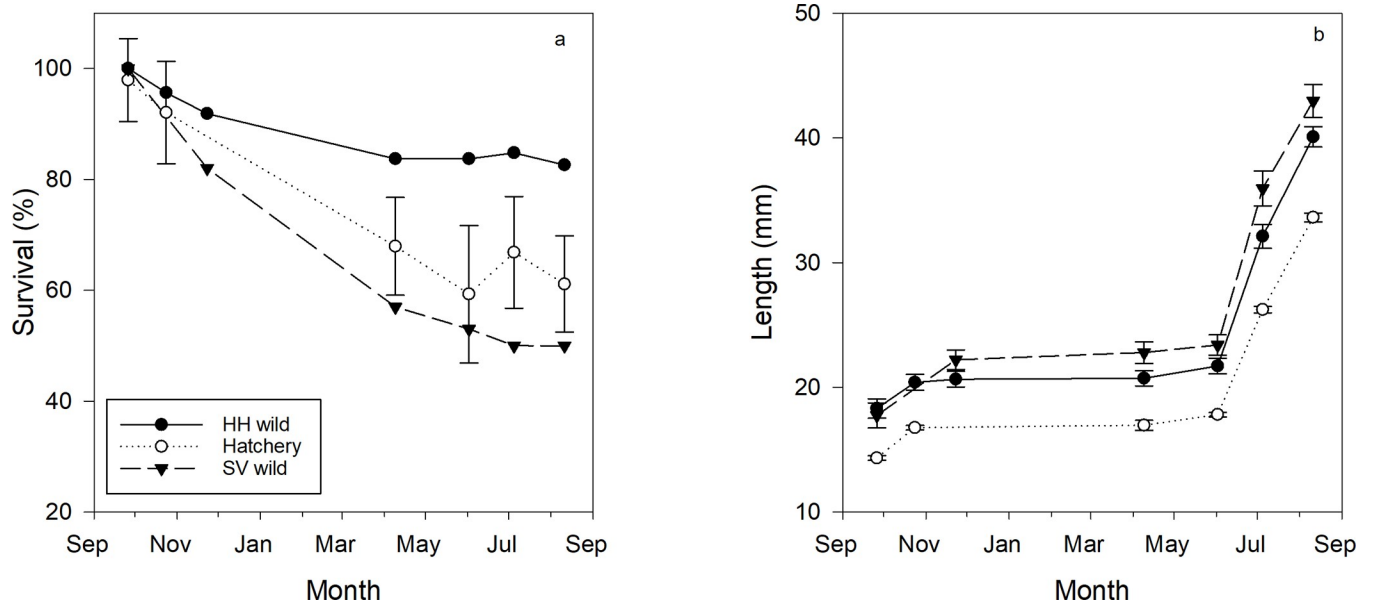 a
100
80
60
40
20
Survival (%)
HH wild
Hatchery
SV wild
Sep Nov Jan Mar May Jul Sep
Month
b
50
40
30
20
10
Length (mm)
Sep Nov Jan Mar May Jul Sep
Month